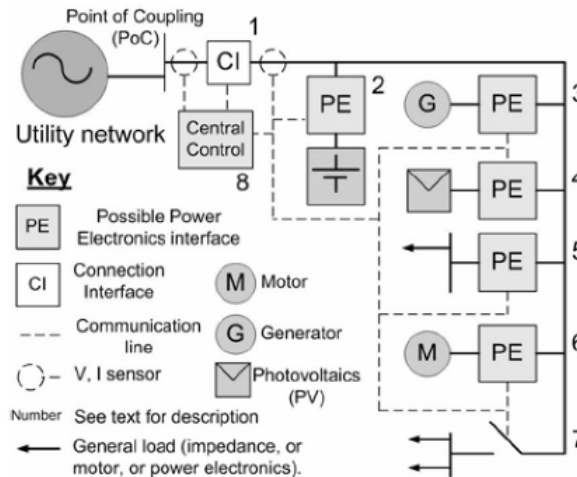 Point of Coupling
(PoC)
1
CI
2
PE
3
G
PE
Utility network
Central
Control
8
4
PE
Key
PE
Possible Power
Electronics interface
5
PE
CI
Connection
Interface
M
Motor
Communication
line
G
Generator
6
M
PE
V, I sensor
Photovoltaics
(PV)
Number
See text for description
7
General load (impedance, or
motor, or power electronics).